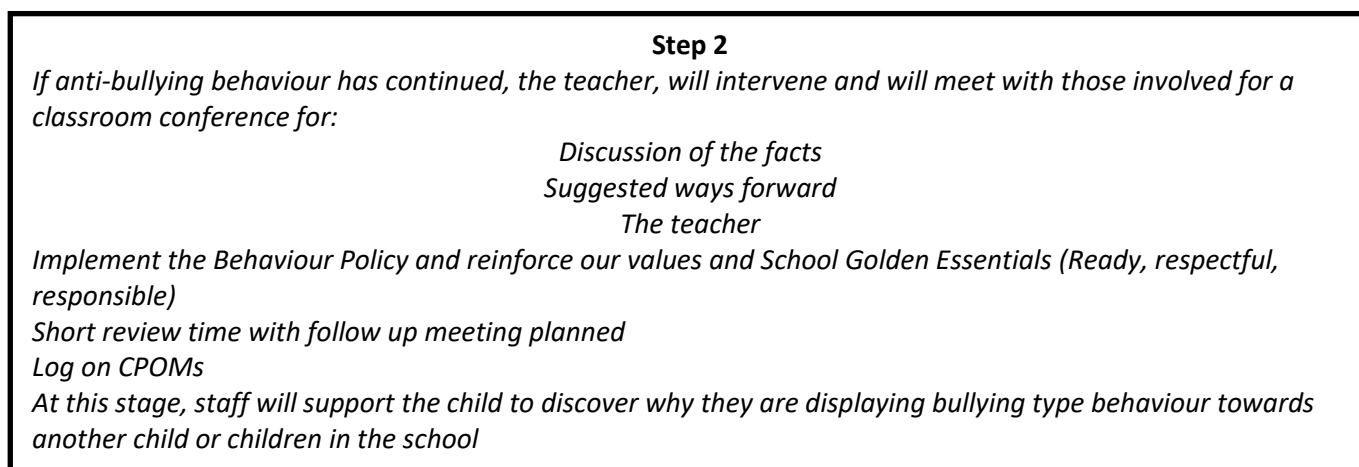 Step 2
If anti-bullying behaviour has continued, the teacher, will intervene and will meet with those involved for a
classroom conference for:
Discussion of the facts
Suggested ways forward
The teacher
Implement the Behaviour Policy and reinforce our values and School Golden Essentials (Ready, respectful,
responsible)
Short review time with follow up meeting planned
Log on CPOMs
At this stage, staff will support the child to discover why they are displaying bullying type behaviour towards
another child or children in the school